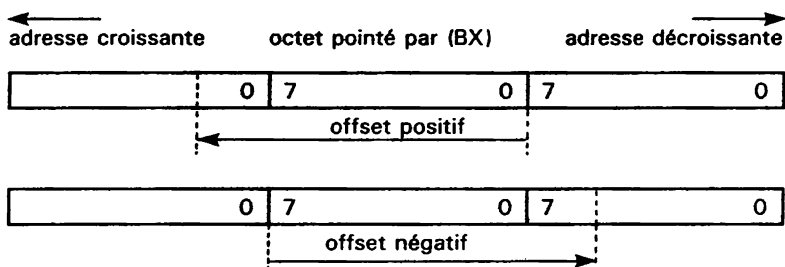 adresse croissante octet pointé par (BX) adresse décroissante
0 7 0 7 0
offset positif
0 7 0 7 0
offset négatif